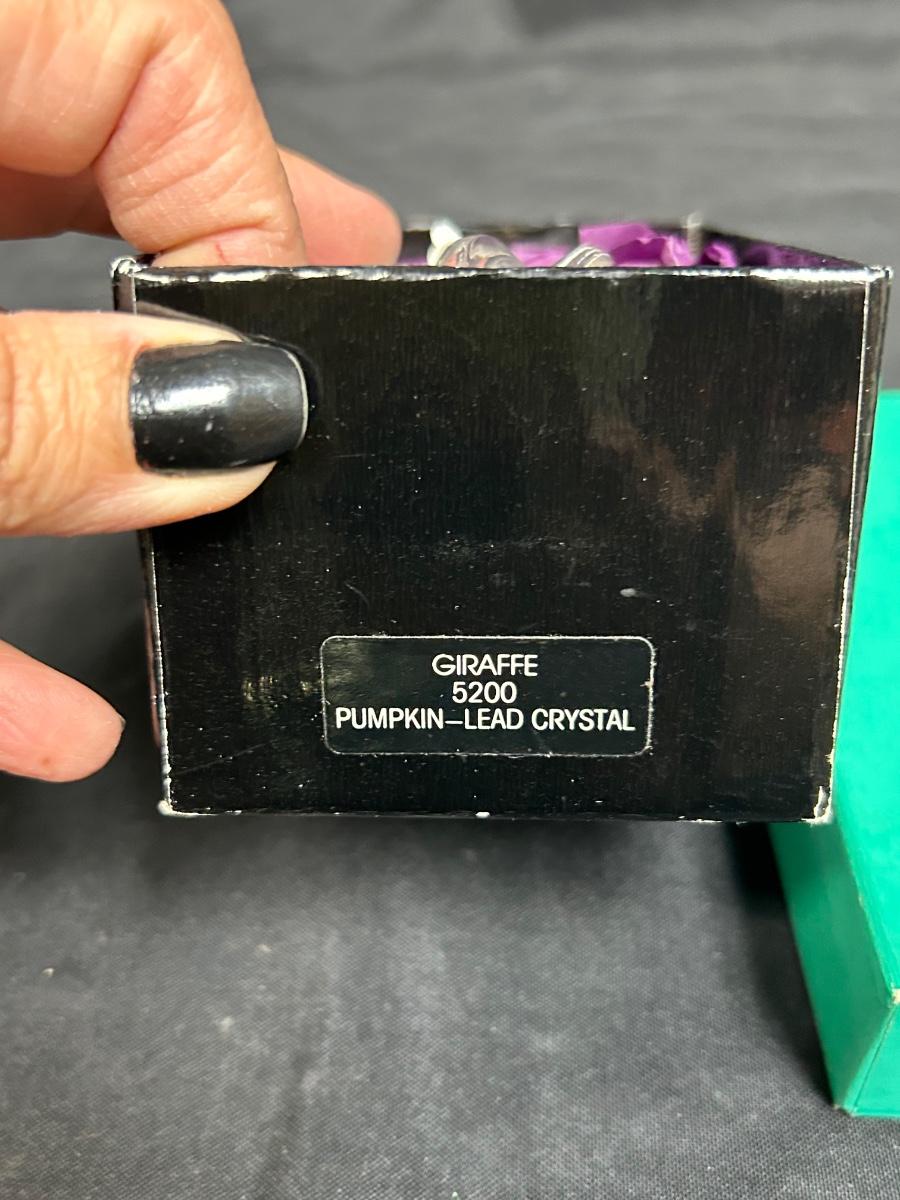 GIRAFFE
5200
PUMPKIN–LEAD CRYSTAL